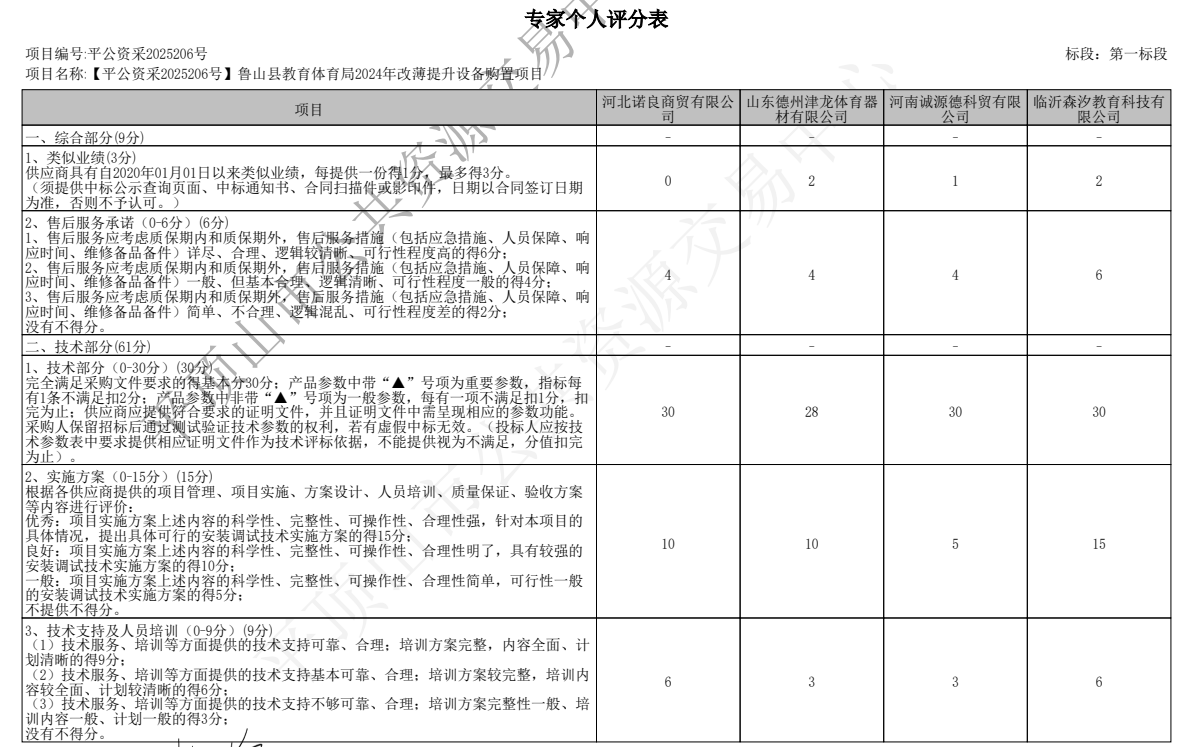 专家个人评分表
项目编号:平公资采2025206号
标段：第一标段
项目名称:【平公资采2025206号】鲁山县教育体育局2024年改薄提升设备购置项目
项目
河北诺良商贸有限公
司
山东德州津龙体育器
材有限公司
河南诚源德科贸有限
公司
临沂森汐教育科技有
限公司
一、综合部分(9分)
- - - -
1、类似业绩(3分)
供应商具有自2020年01月01日以来类似业绩，每提供一份得1分，最多得3分。
（须提供中标公示查询页面、中标通知书、合同扫描件或影印件，日期以合同签订日期
为准，否则不予认可。）
0 2 1 2
2、售后服务承诺（0-6分）(6分)
1、售后服务应考虑质保期内和质保期外，售后服务措施（包括应急措施、人员保障、响
应时间、维修备品备件）详尽、合理、逻辑较清晰、可行性程度高的得6分；
2、售后服务应考虑质保期内和质保期外，售后服务措施（包括应急措施、人员保障、响
应时间、维修备品备件）一般、但基本合理、逻辑清晰、可行性程度一般的得4分；
3、售后服务应考虑质保期内和质保期外，售后服务措施（包括应急措施、人员保障、响
应时间、维修备品备件）简单、不合理、逻辑混乱、可行性程度差的得2分；
没有不得分。
4 4 4 6
二、技术部分(61分)
- - - -
1、技术部分（0-30分）(30分)
完全满足采购文件要求的得基本分30分；产品参数中带“▲”号项为重要参数，指标每
有1条不满足扣2分；产品参数中非带“▲”号项为一般参数，每有一项不满足扣1分，扣
完为止；供应商应提供符合要求的证明文件，并且证明文件中需呈现相应的参数功能。
采购人保留招标后通过测试验证技术参数的权利，若有虚假中标无效。（投标人应按技
术参数表中要求提供相应证明文件作为技术评标依据，不能提供视为不满足，分值扣完
为止）。
30 28 30 30
2、实施方案（0-15分）(15分)
根据各供应商提供的项目管理、项目实施、方案设计、人员培训、质量保证、验收方案
等内容进行评价：
优秀：项目实施方案上述内容的科学性、完整性、可操作性、合理性强，针对本项目的
具体情况，提出具体可行的安装调试技术实施方案的得15分；
良好：项目实施方案上述内容的科学性、完整性、可操作性、合理性明了，具有较强的
安装调试技术实施方案的得10分；
一般：项目实施方案上述内容的科学性、完整性、可操作性、合理性简单，可行性一般
的安装调试技术实施方案的得5分；
不提供不得分。
10 10 5 15
3、技术支持及人员培训（0-9分）(9分)
（1）技术服务、培训等方面提供的技术支持可靠、合理；培训方案完整，内容全面、计
划清晰的得9分；
（2）技术服务、培训等方面提供的技术支持基本可靠、合理；培训方案较完整，培训内
容较全面、计划较清晰的得6分；
（3）技术服务、培训等方面提供的技术支持不够可靠、合理；培训方案完整性一般、培
训内容一般、计划一般的得3分；
没有不得分。
6 3 3 6
平顶山市公共资源交易中心
平顶山市公共资源交易中心